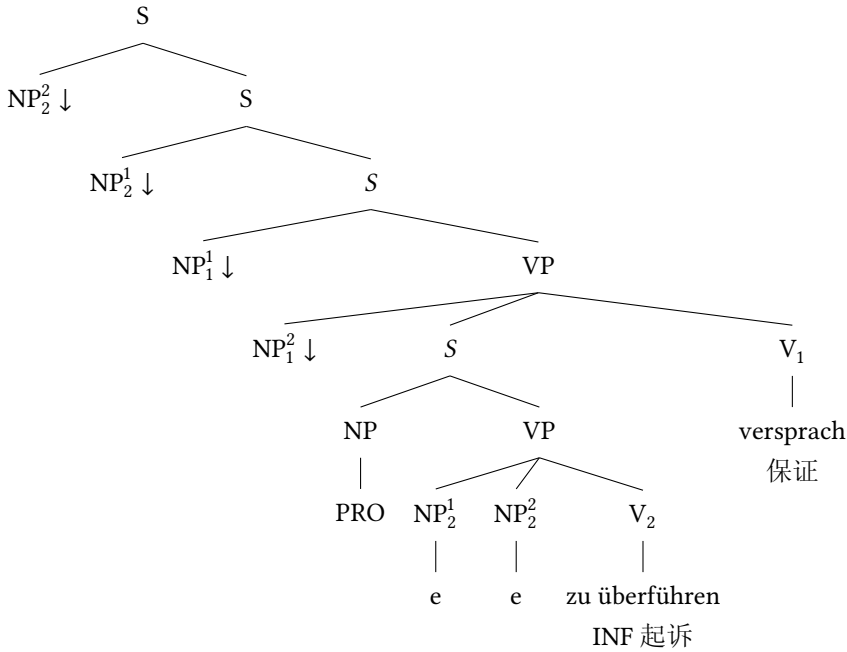 S
NP₂² ↓ S
NP₂¹ ↓ S
NP₁¹ ↓ VP
NP₁² ↓ S V₁
NP VP versprach
保证
PRO NP₂¹ NP₂² V₂
e e zu überführen
INF 起诉